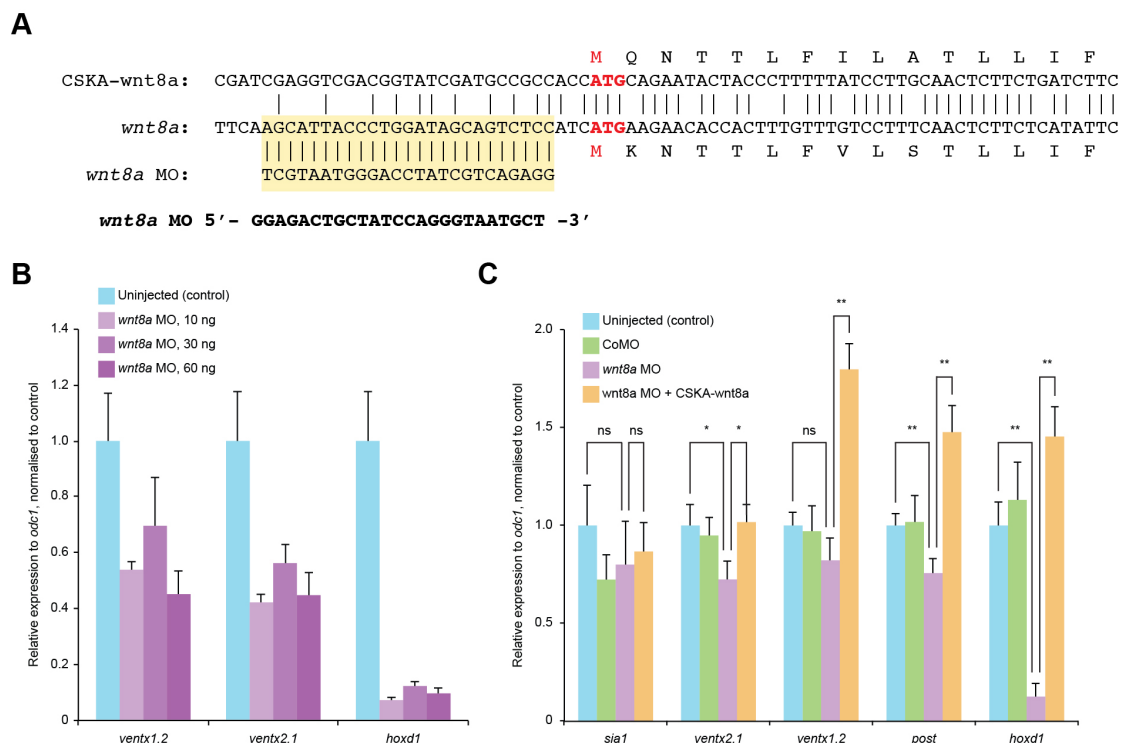 A
M Q N T T L F I L A T L L I F
CSKA-wnt8a: CGATCGAGGTCGACGGTATCGATGCCGCCACCATGCAGAATACTACCCTTTTTATCCTTGCAACTCTTCTGATCTTC
wnt8a: TTCAAGCATTACCCTGGATAGCAGTCTCCATCATGAAGAACACCACTTTGTTTGTCCTTTCAACTCTTCTCATATTC
M K N T T L F V L S T L L I F
wnt8a MO: TCGTAATGGGACCTATCGTCAGAGG
wnt8a MO 5’- GGAGACTGCTATCCAGGGTAATGCT -3’
B
Uninjected (control)
wnt8a MO, 10 ng
wnt8a MO, 30 ng
wnt8a MO, 60 ng
Relative expression to odc1, normalised to control
1.4
1.2
1.0
0.8
0.6
0.4
0.2
0
ventx1.2 ventx2.1 hoxd1
C
Uninjected (control)
CoMO
wnt8a MO
wnt8a MO + CSKA-wnt8a
Relative expression to odc1, normalised to control
2.0
1.5
1.0
0.5
0
ns ns * * ns ** ** ** ** **
sia1 ventx2.1 ventx1.2 post hoxd1